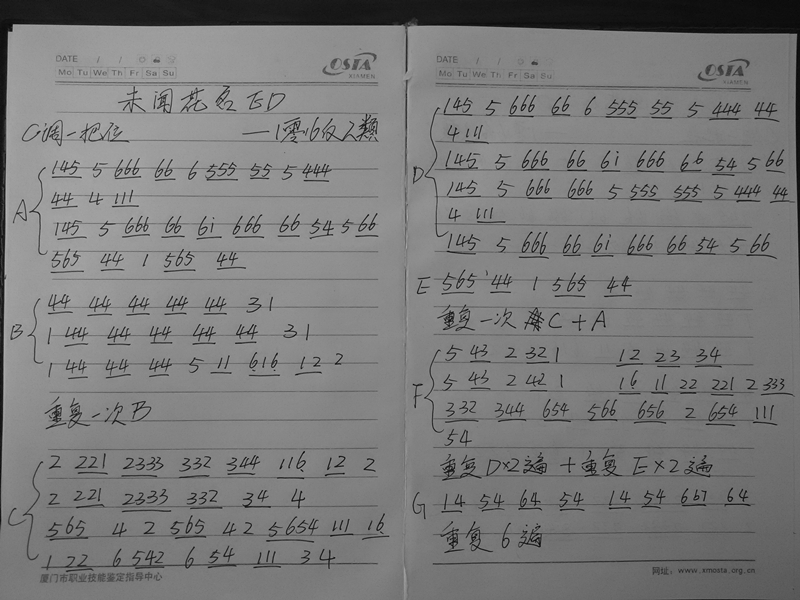 DATE / /
OSTA
XIAMEN
Mo Tu We Th Fr Sa Su
未闻花名 ED
C调一把位
A
145 5 666 66 6 555 55 5 444
44 4 111
145 5 666 66 6i 666 66 54 5 66
565 44 1 565 44
B
44 44 44 44 44 31
1 44 44 44 44 44 31
1 44 44 44 5 11 616 12 2
重复一次B
C
2 221 2333 332 344 116 12 2
2 221 2333 332 34 4
565 4 2 565 42 5654 111 16
1 22 6 542 6 54 111 34
厦门市职业技能鉴定指导中心
DATE / /
OSTA
XIAMEN
Mo Tu We Th Fr Sa Su
D
145 5 666 66 6 555 55 5 444 44
4 111
145 5 666 66 6i 666 66 54 5 66
145 5 666 666 5 555 555 5 444 44
4 111
145 5 666 66 6i 666 66 54 5 66
E 565 44 1 565 44
重复一次 C+A
F
5 43 2 321 12 23 34
5 43 2 42 1 16 11 22 221 2 333
332 344 654 566 656 2 654 111
54
重复D×2遍+重复E×2遍
G 14 54 64 54 14 54 667 64
重复6遍
网址：www.xmosta.org.cn